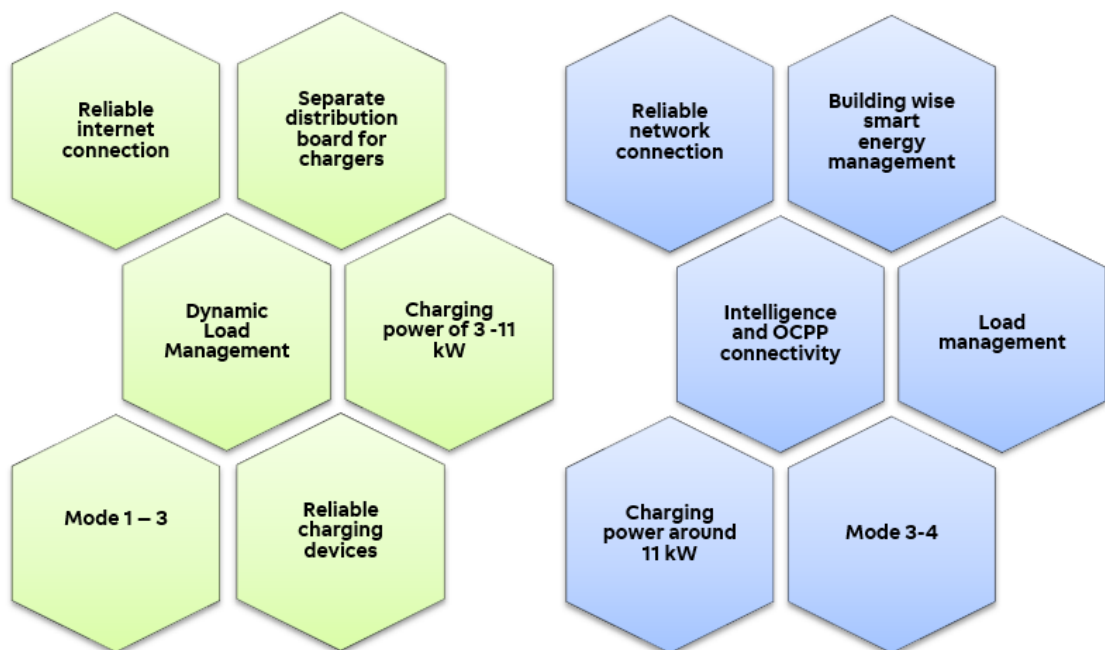 Reliable
internet
connection
Separate
distribution
board for
chargers
Dynamic
Load
Management
Charging
power of 3 -11
kW
Mode 1 – 3
Reliable
charging
devices
Reliable
network
connection
Building wise
smart
energy
management
Intelligence
and OCPP
connectivity
Load
management
Charging
power around
11 kW
Mode 3-4